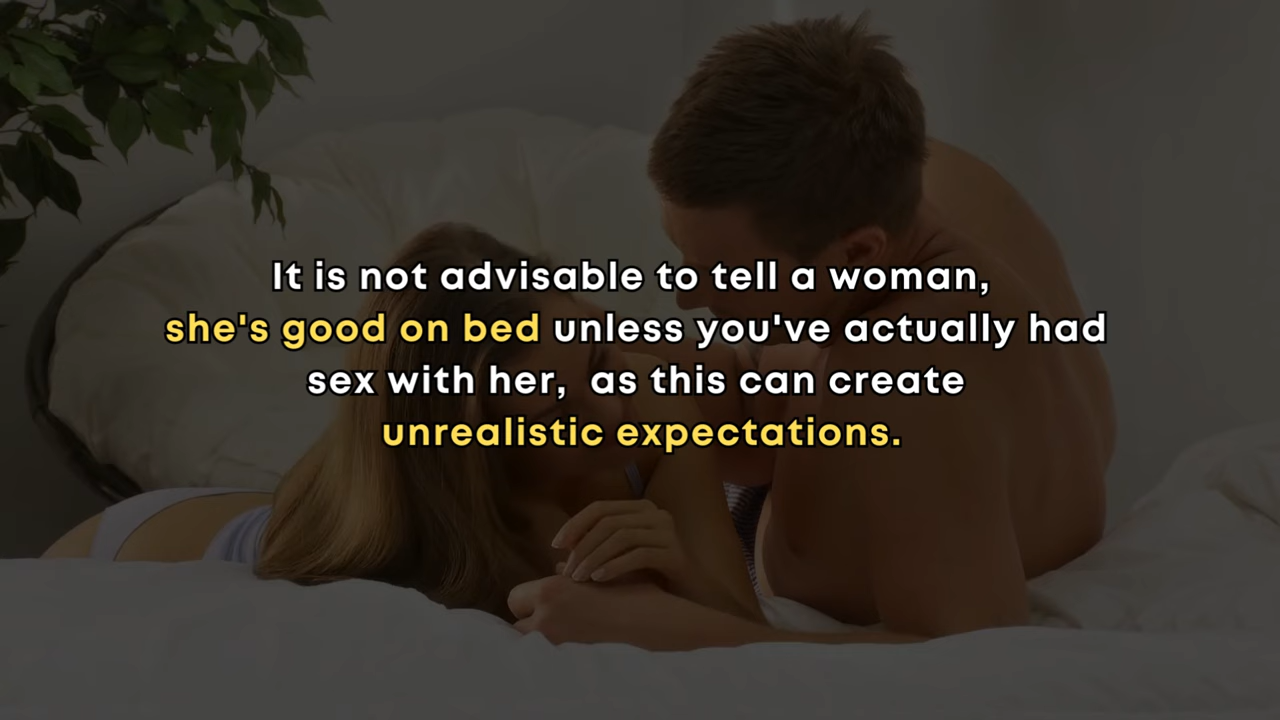 It is not advisable to tell a woman,
she's good on bed unless you've actually had
sex with her,  as this can create
unrealistic expectations.